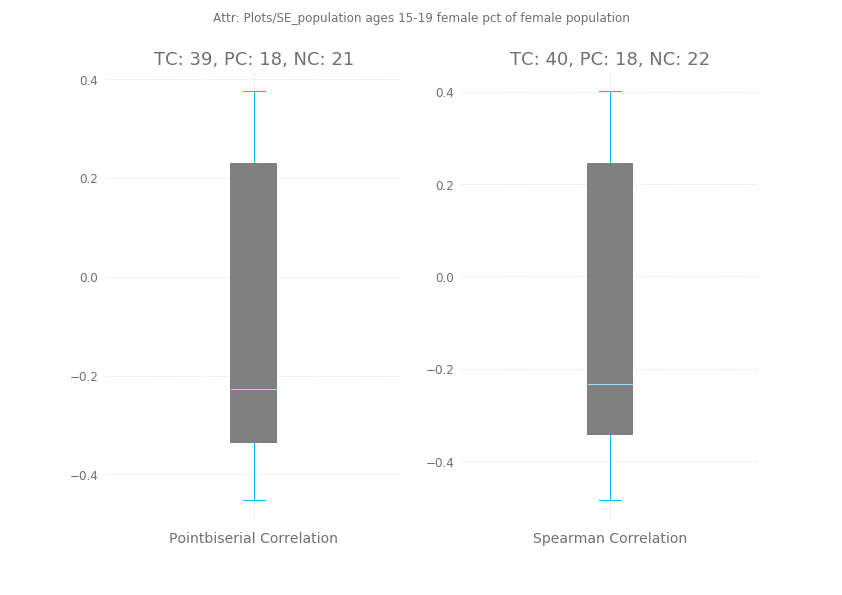 Attr: Plots/SE_population ages 15-19 female pct of female population
TC: 39, PC: 18, NC: 21
0.4
0.2
0.0
−0.2
−0.4
Pointbiserial Correlation
TC: 40, PC: 18, NC: 22
0.4
0.2
0.0
−0.2
−0.4
Spearman Correlation